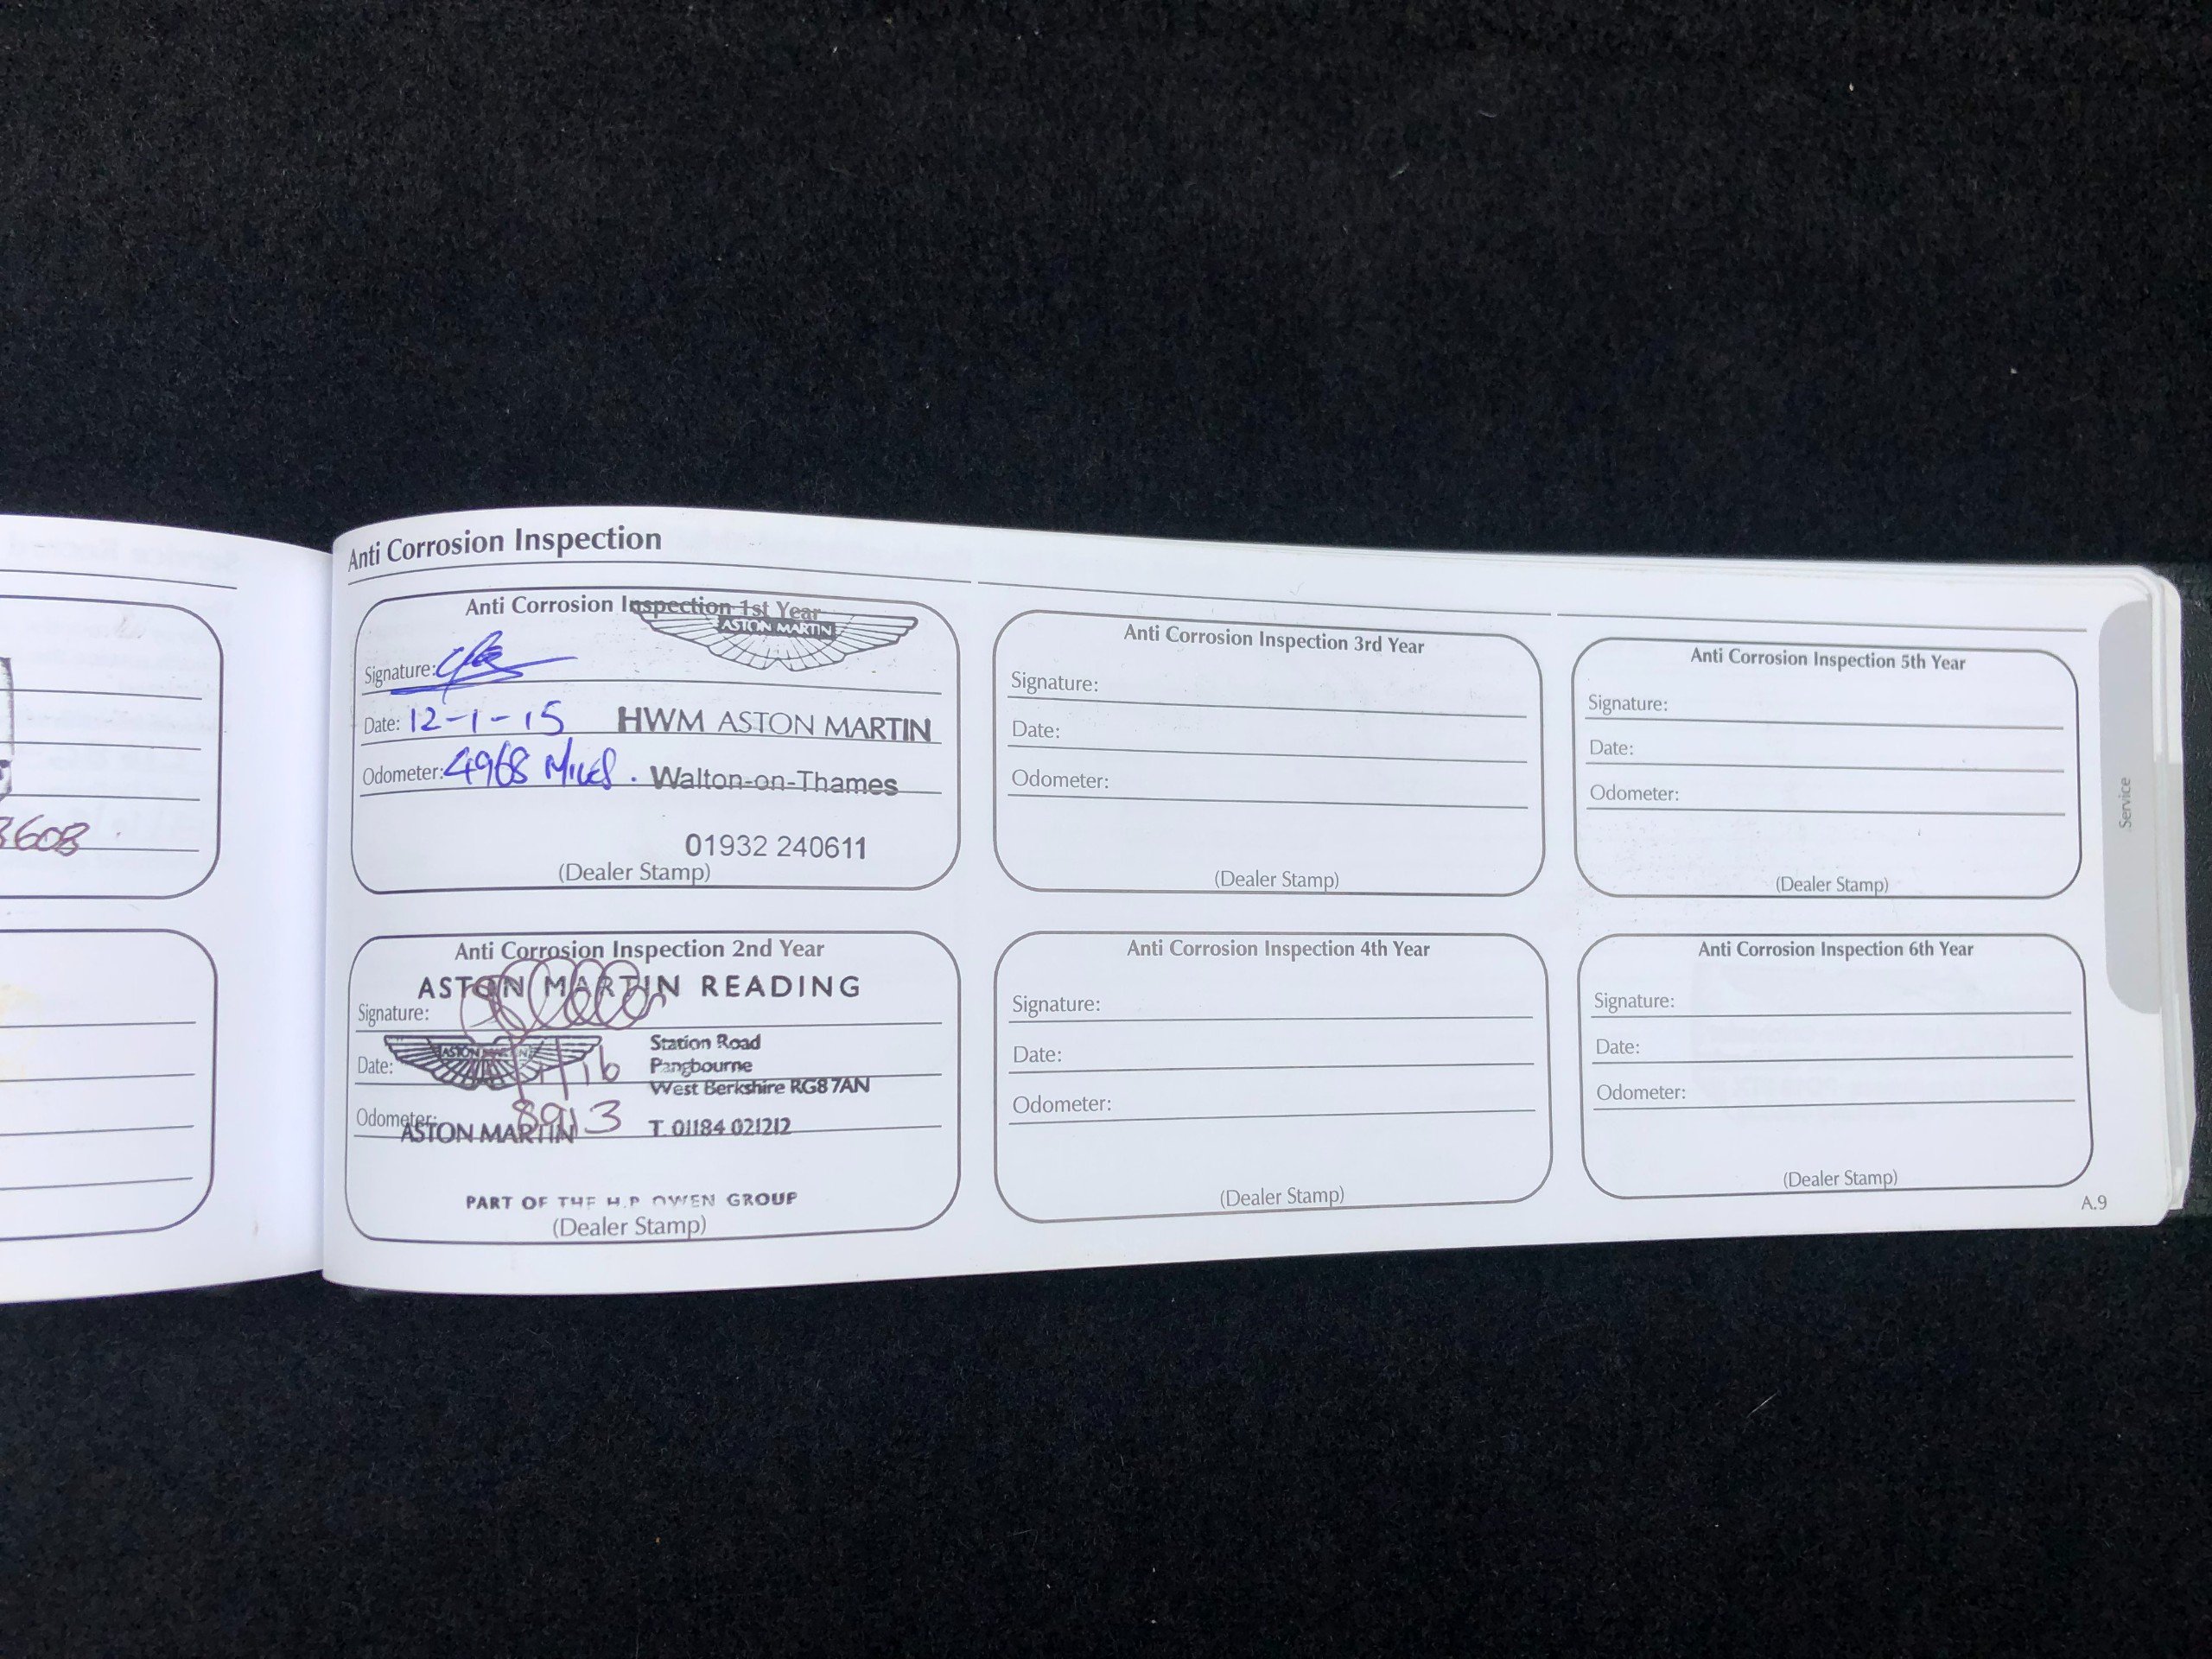 3608
Anti Corrosion Inspection
Anti Corrosion Inspection 1st Year
ASTON MARTIN
Signature:
Date: 12-1-15 HWM ASTON MARTIN
Odometer: 4968 Miles. Walton-on-Thames
01932 240611
(Dealer Stamp)
Anti Corrosion Inspection 2nd Year
ASTON MARTIN READING
Signature:
ASTON MARTIN
Station Road
Date: Pangbourne
West Berkshire RG8 7AN
Odometer: 8913
ASTON MARTIN T. 01184 021212
PART OF THE H.P OWEN GROUP
(Dealer Stamp)
Anti Corrosion Inspection 3rd Year
Signature:
Date:
Odometer:
(Dealer Stamp)
Anti Corrosion Inspection 4th Year
Signature:
Date:
Odometer:
(Dealer Stamp)
Anti Corrosion Inspection 5th Year
Signature:
Date:
Odometer:
(Dealer Stamp)
Anti Corrosion Inspection 6th Year
Signature:
Date:
Odometer:
(Dealer Stamp)
Service
A.9